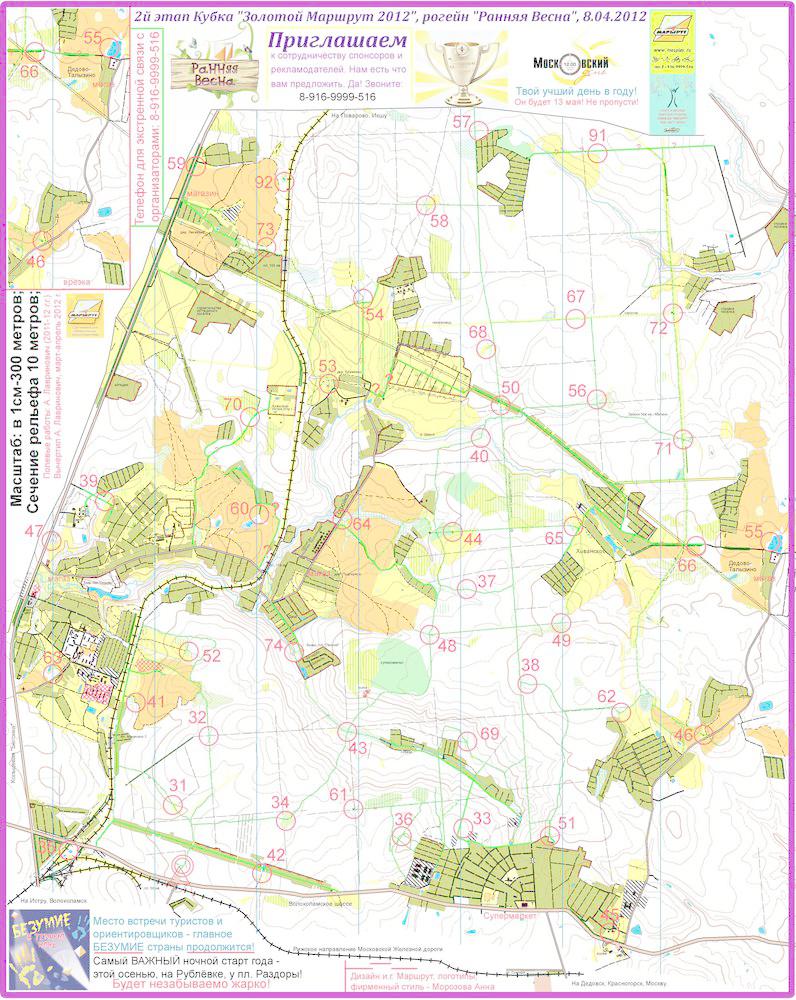 2й этап Кубка "Золотой Маршрут 2012", рогейн "Ранняя Весна", 8.04.2012
Приглашаем
к сотрудничеству спонсоров и
рекламодателей. Нам есть что
вам предложить. Да! Звоните:
8-916-9999-516
Ранняя
Весна
Московский
Твой учший день в году!
Он будет 13 мая! Не пропусти!
МАРШРУТ
Телефон для экстренной связи с
организаторами: 8-916-9999-516
55
66
Дедово-
Талызино
46
врезка
Масштаб: в 1см-300 метров;
Сечение рельефа 10 метров;
Полевые работы: А. Лавринович (2011-12 гг.)
Вычертил А. Лавринович, март-апрель 2012 г.
МАРШРУТ
На Поварово, Икшу
57
91
59
магазин
92
58
73
54
67
72
68
53
50
56
70
40
71
39
60
64
44
65
47
Хованское
66
55
Дедово-
Талызино
37
48
49
74
52
63
41
38
62
32
43
69
46
31
34
61
36
33
51
42
45
Супермаркет
Волоколамское шоссе
На Истру, Волоколамск
Рижское направление Московской Железной дороги
На Дедовск, Красногорск, Москву
БЕЗУМИЕ
Место встречи туристов и
ориентировщиков - главное
БЕЗУМИЕ страны продолжится!
Самый ВАЖНЫЙ ночной старт года -
этой осенью, на Рублёвке, у пл. Раздоры!
Будет незабываемо жарко!
Дизайн и.г. Маршрут, логотипы,
фирменный стиль - Морозова Анна